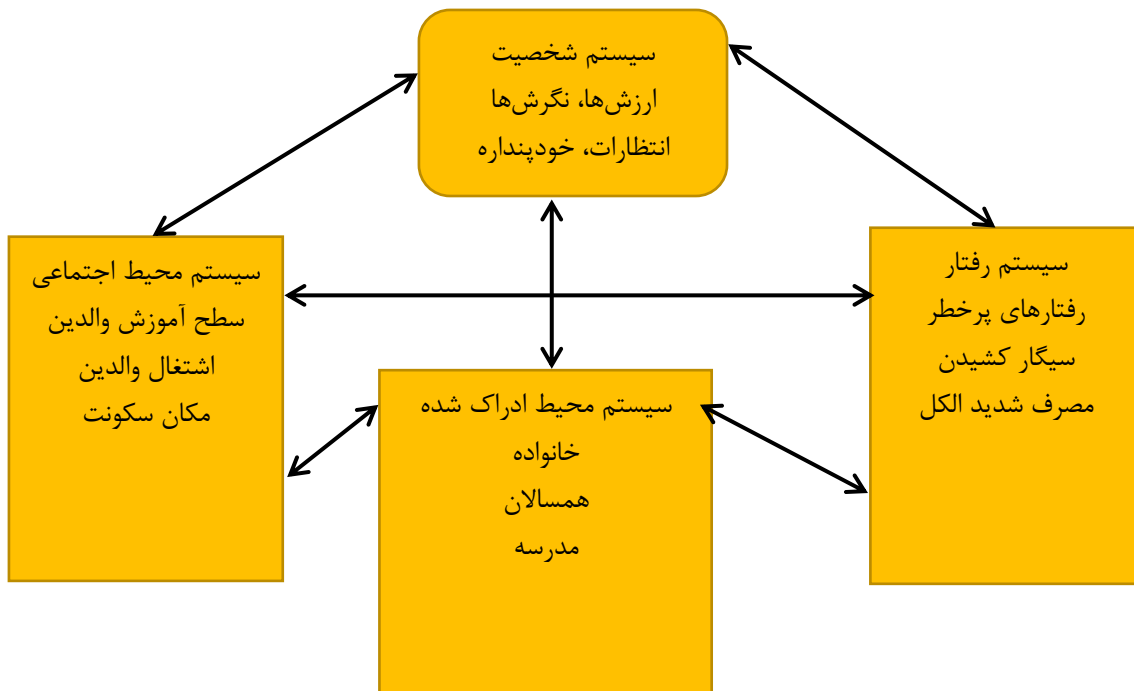 سیستم شخصیت
ارزش‌ها، نگرش‌ها
انتظارات، خودپنداره
سیستم رفتار
رفتارهای پرخطر
سیگار کشیدن
مصرف شدید الکل
سیستم محیط اجتماعی
سطح آموزش والدین
اشتغال والدین
مکان سکونت
سیستم محیط ادراک شده
خانواده
همسالان
مدرسه